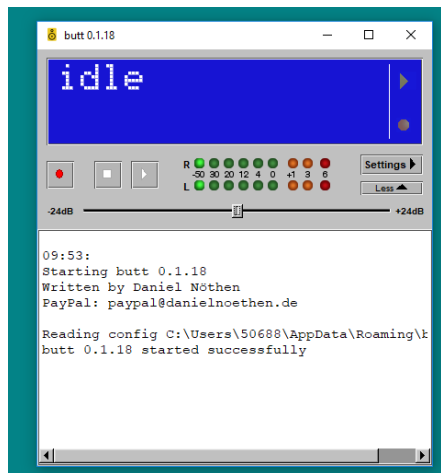 butt 0.1.18
idle
R
-50 30 20 12 4 0 +1 3 6
L
Settings
Less
-24dB
+24dB
09:53:
Starting butt 0.1.18
Written by Daniel Nöthen
PayPal: paypal@danielnoethen.de
Reading config C:\Users\50688\AppData\Roaming\b
butt 0.1.18 started successfully